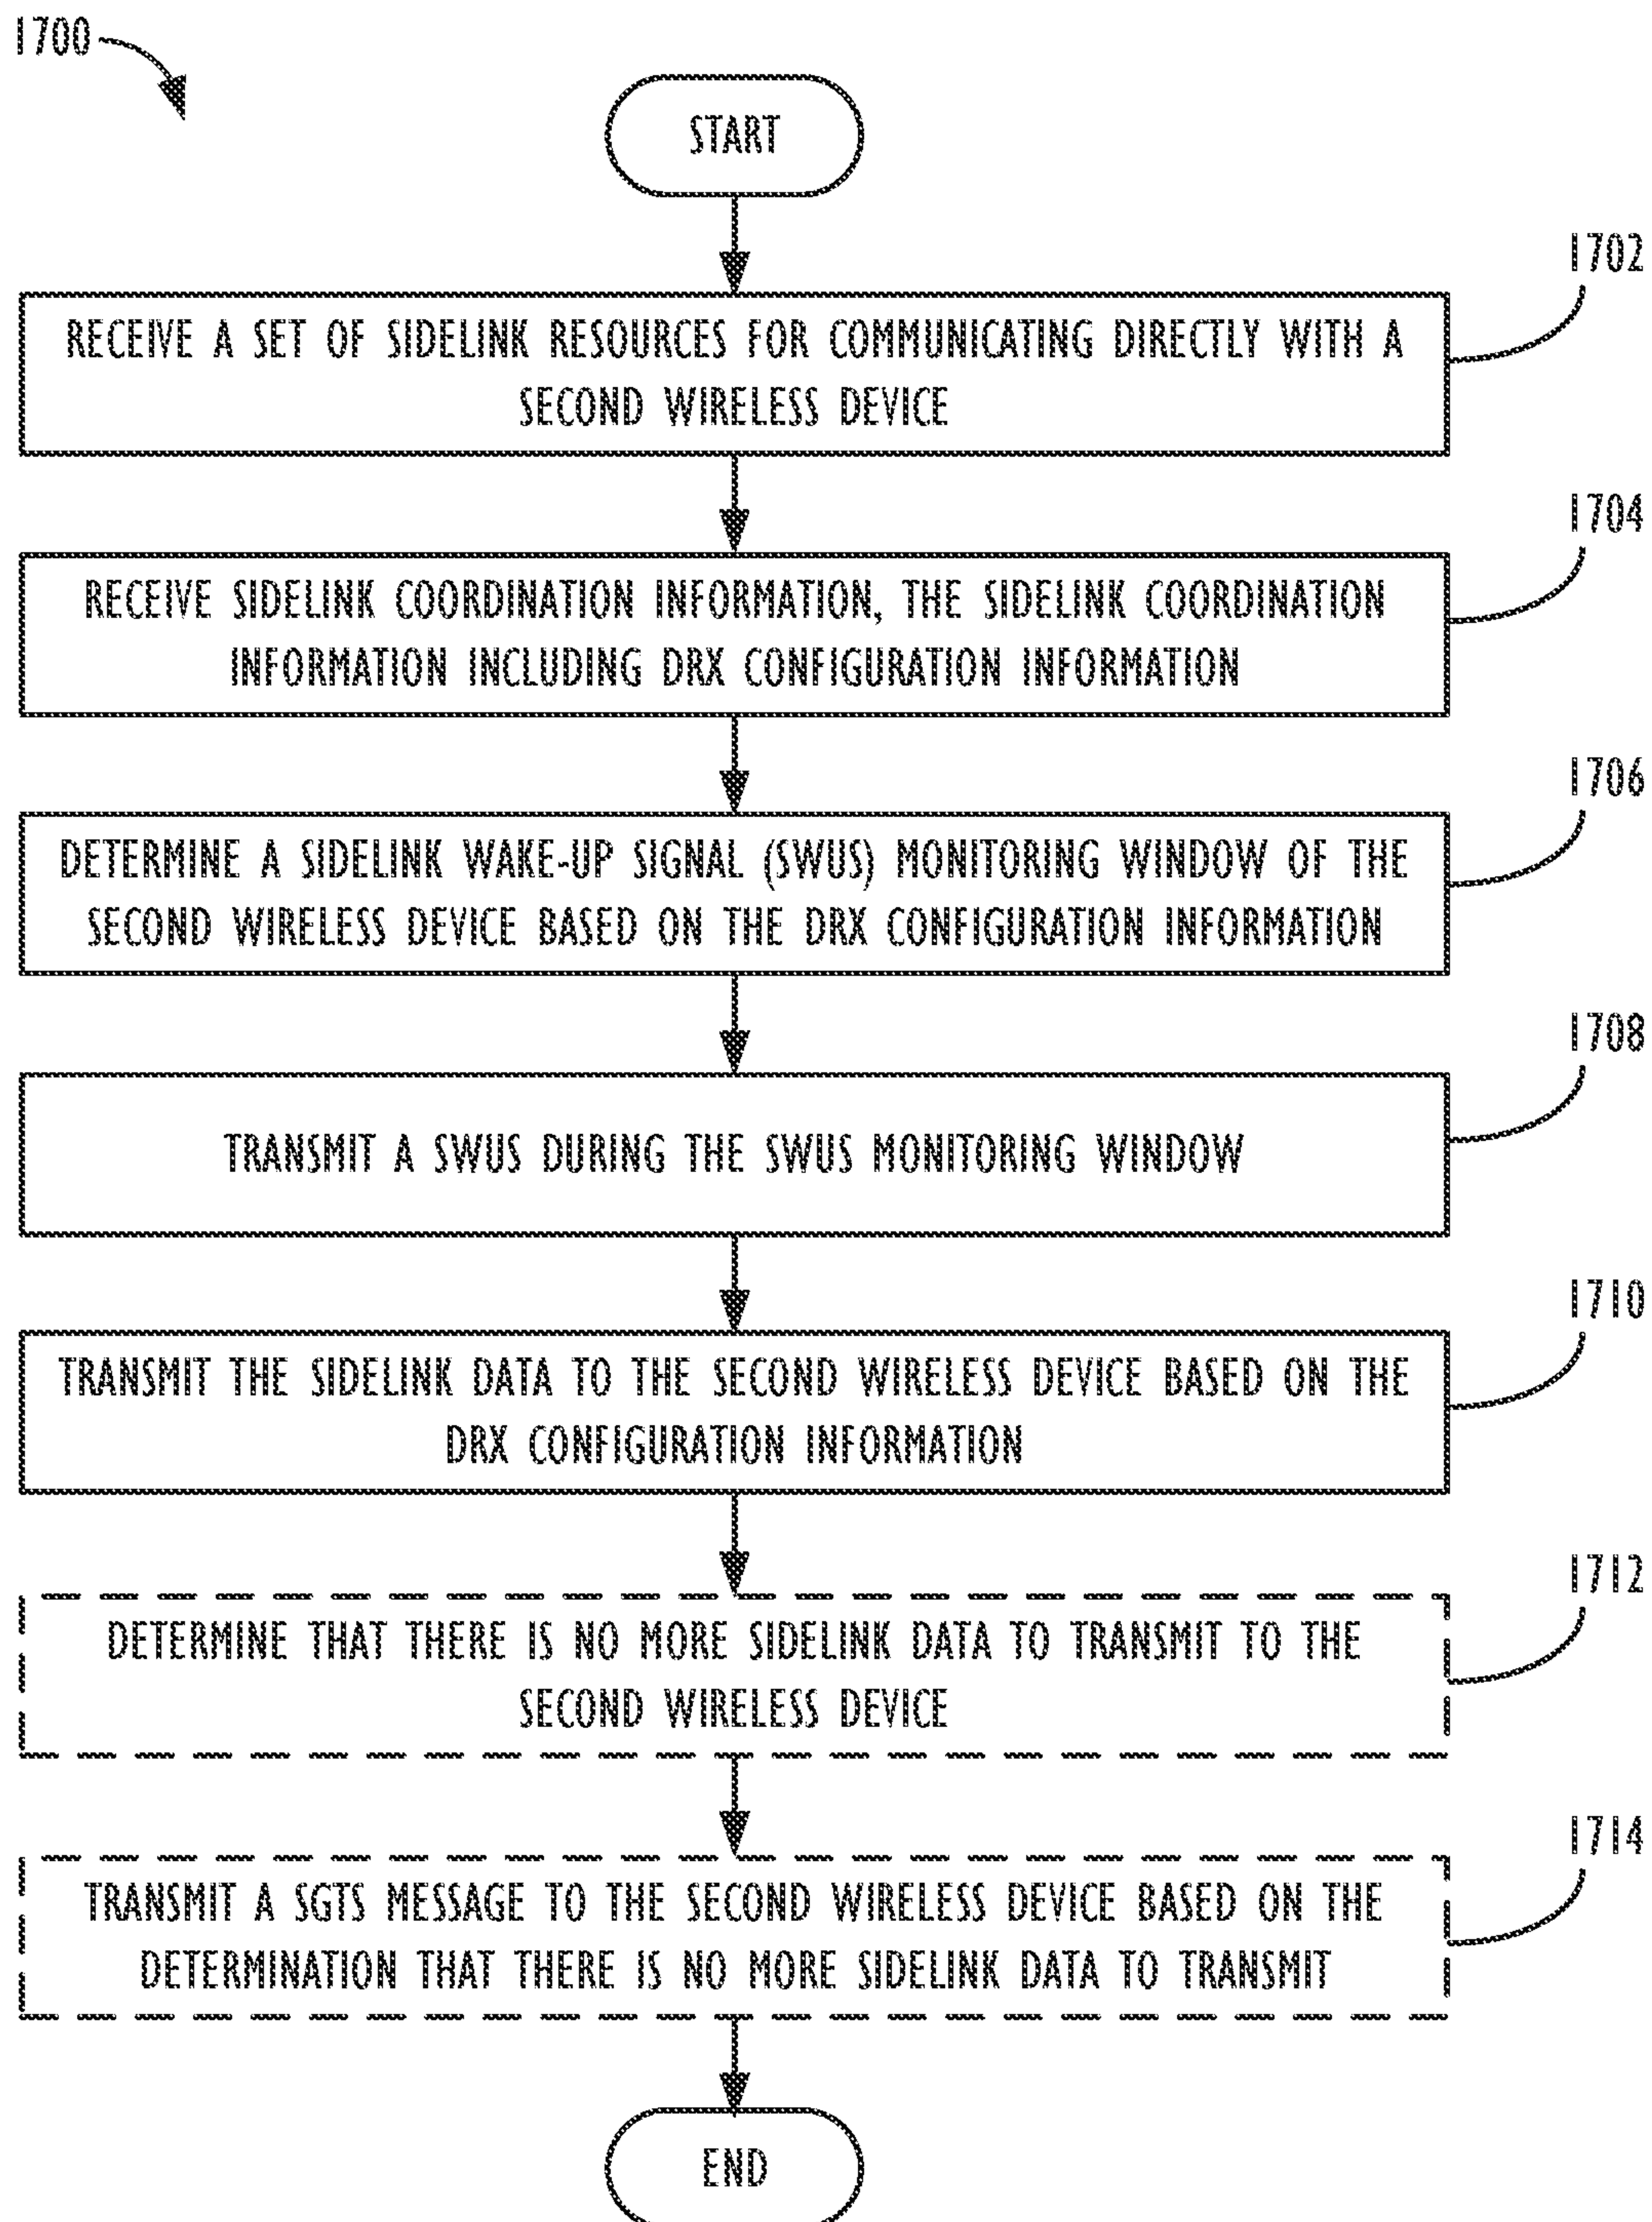 1700
START
1702
RECEIVE A SET OF SIDELINK RESOURCES FOR COMMUNICATING DIRECTLY WITH A
SECOND WIRELESS DEVICE
1704
RECEIVE SIDELINK COORDINATION INFORMATION, THE SIDELINK COORDINATION
INFORMATION INCLUDING DRX CONFIGURATION INFORMATION
1706
DETERMINE A SIDELINK WAKE-UP SIGNAL (SWUS) MONITORING WINDOW OF THE
SECOND WIRELESS DEVICE BASED ON THE DRX CONFIGURATION INFORMATION
1708
TRANSMIT A SWUS DURING THE SWUS MONITORING WINDOW
1710
TRANSMIT THE SIDELINK DATA TO THE SECOND WIRELESS DEVICE BASED ON THE
DRX CONFIGURATION INFORMATION
1712
DETERMINE THAT THERE IS NO MORE SIDELINK DATA TO TRANSMIT TO THE
SECOND WIRELESS DEVICE
1714
TRANSMIT A SGTS MESSAGE TO THE SECOND WIRELESS DEVICE BASED ON THE
DETERMINATION THAT THERE IS NO MORE SIDELINK DATA TO TRANSMIT
END